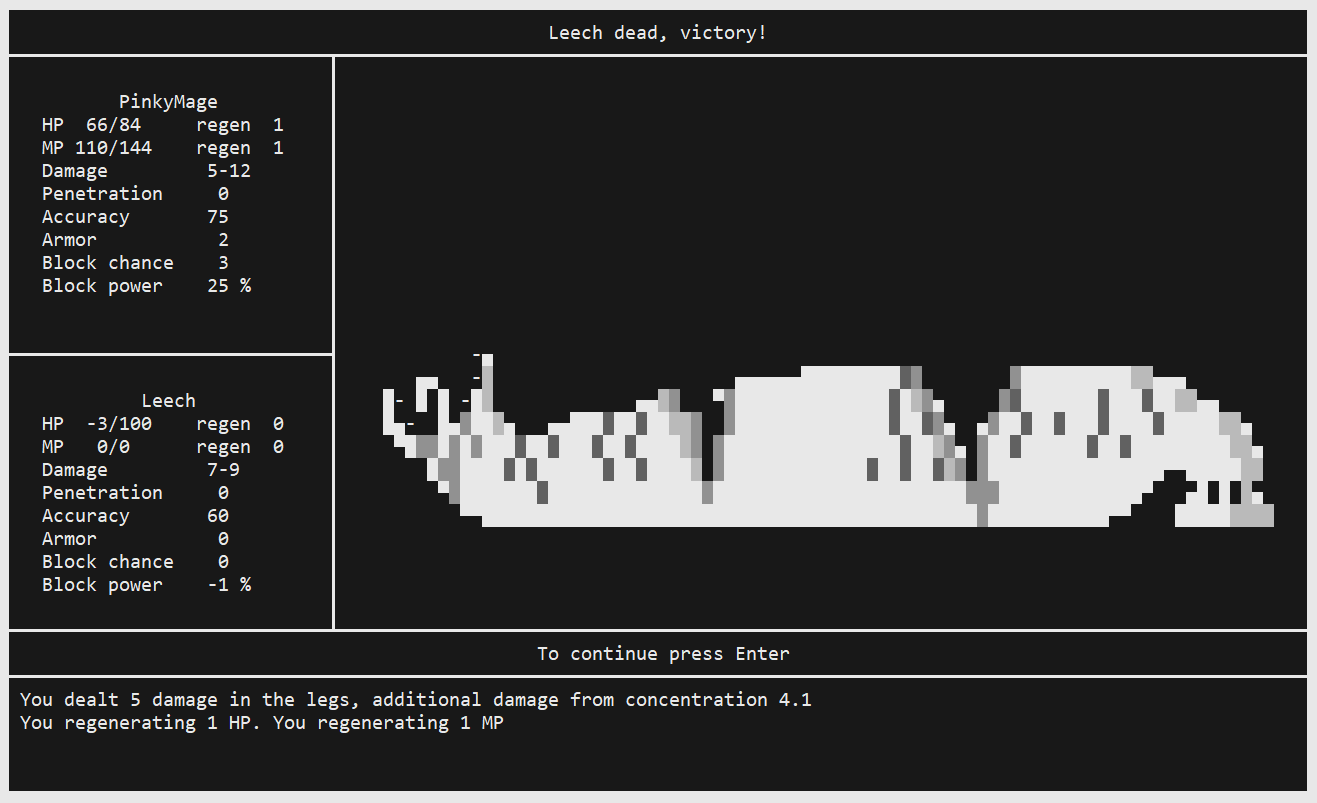 Leech dead, victory!
PinkyMage
HP 66/84 regen 1
MP 110/144 regen 1
Damage 5-12
Penetration 0
Accuracy 75
Armor 2
Block chance 3
Block power 25 %
Leech
HP -3/100 regen 0
MP 0/0 regen 0
Damage 7-9
Penetration 0
Accuracy 60
Armor 0
Block chance 0
Block power -1 %
To continue press Enter
You dealt 5 damage in the legs, additional damage from concentration 4.1
You regenerating 1 HP. You regenerating 1 MP